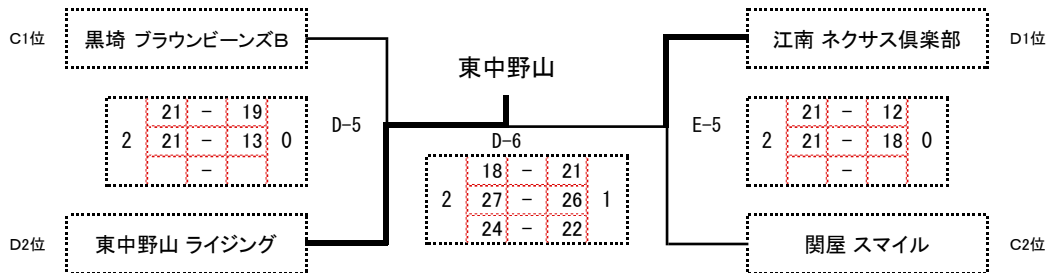 C1位 黒埼 ブラウンビーンズB
東中野山
江南 ネクサス倶楽部 D1位
21 - 19
2 21 - 13 0
-
D-5
D-6
E-5
21 - 12
2 21 - 18 0
-
18 - 21
2 27 - 26 1
24 - 22
D2位 東中野山 ライジング
関屋 スマイル C2位